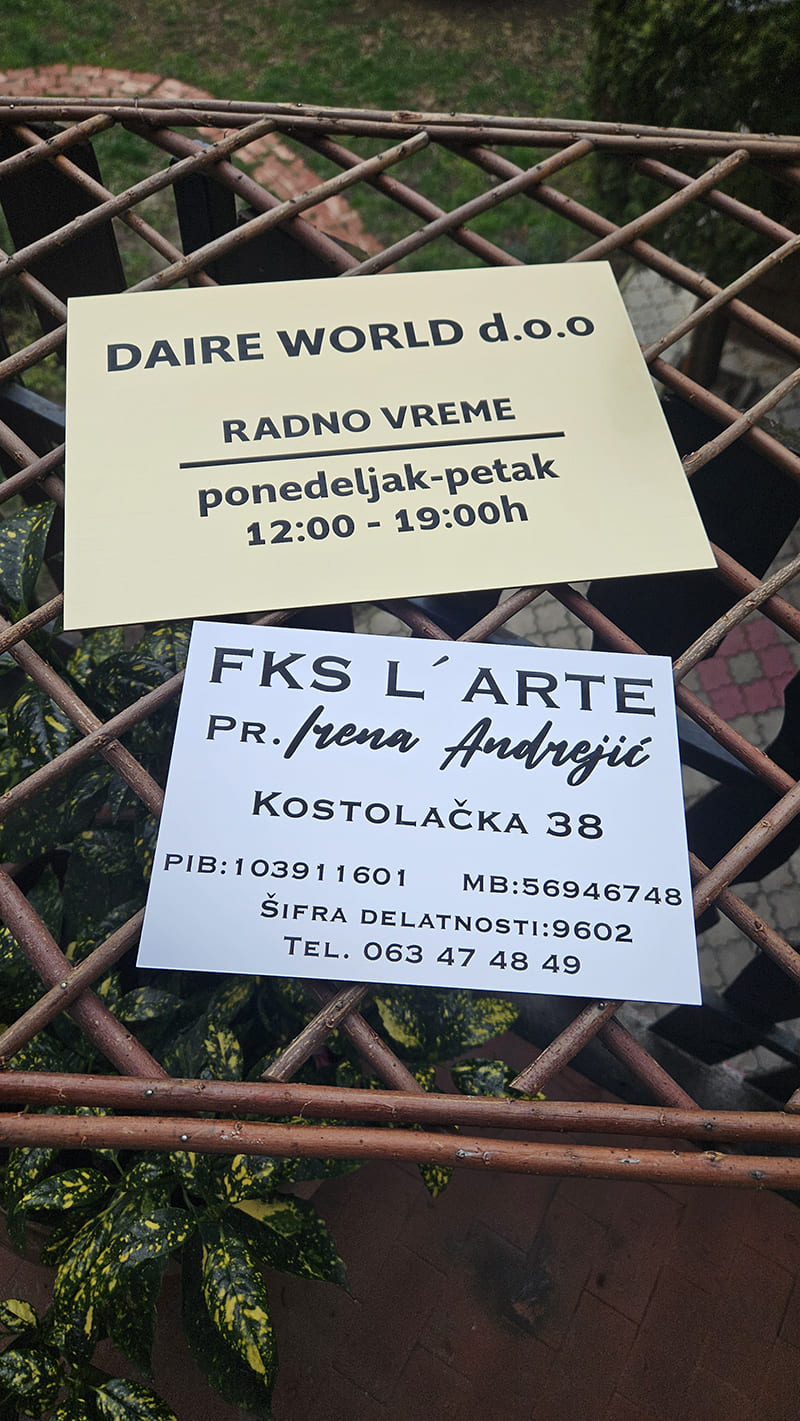 DAIRE WORLD d.o.o
RADNO VREME
ponedeljak-petak
12:00 - 19:00h
FKS L´ARTE
PR. Irena Andrejić
KOSTOLAČKA 38
PIB:103911601 MB:56946748
ŠIFRA DELATNOSTI:9602
TEL. 063 47 48 49